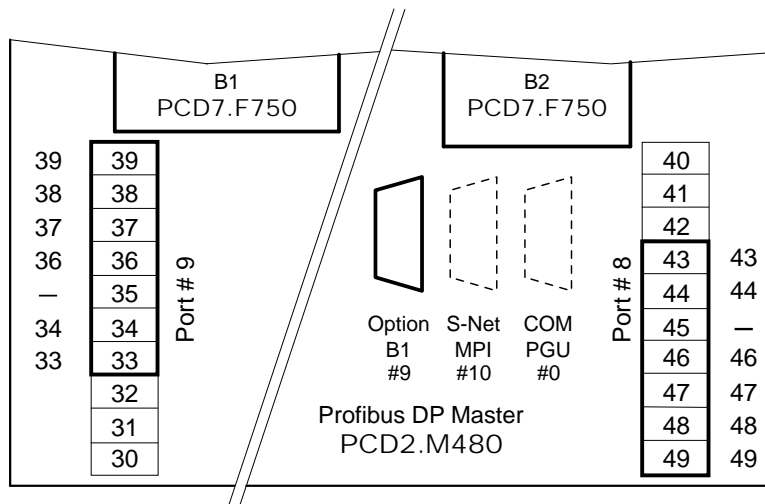 B1
PCD7.F750
B2
PCD7.F750
39 39
38 38
37 37
36 36
– 35
34 34
33 33
32
31
30
Port # 9
Option
B1
#9
S-Net
MPI
#10
COM
PGU
#0
Profibus DP Master
PCD2.M480
Port # 8
40
41
42
43 43
44 44
45 –
46 46
47 47
48 48
49 49